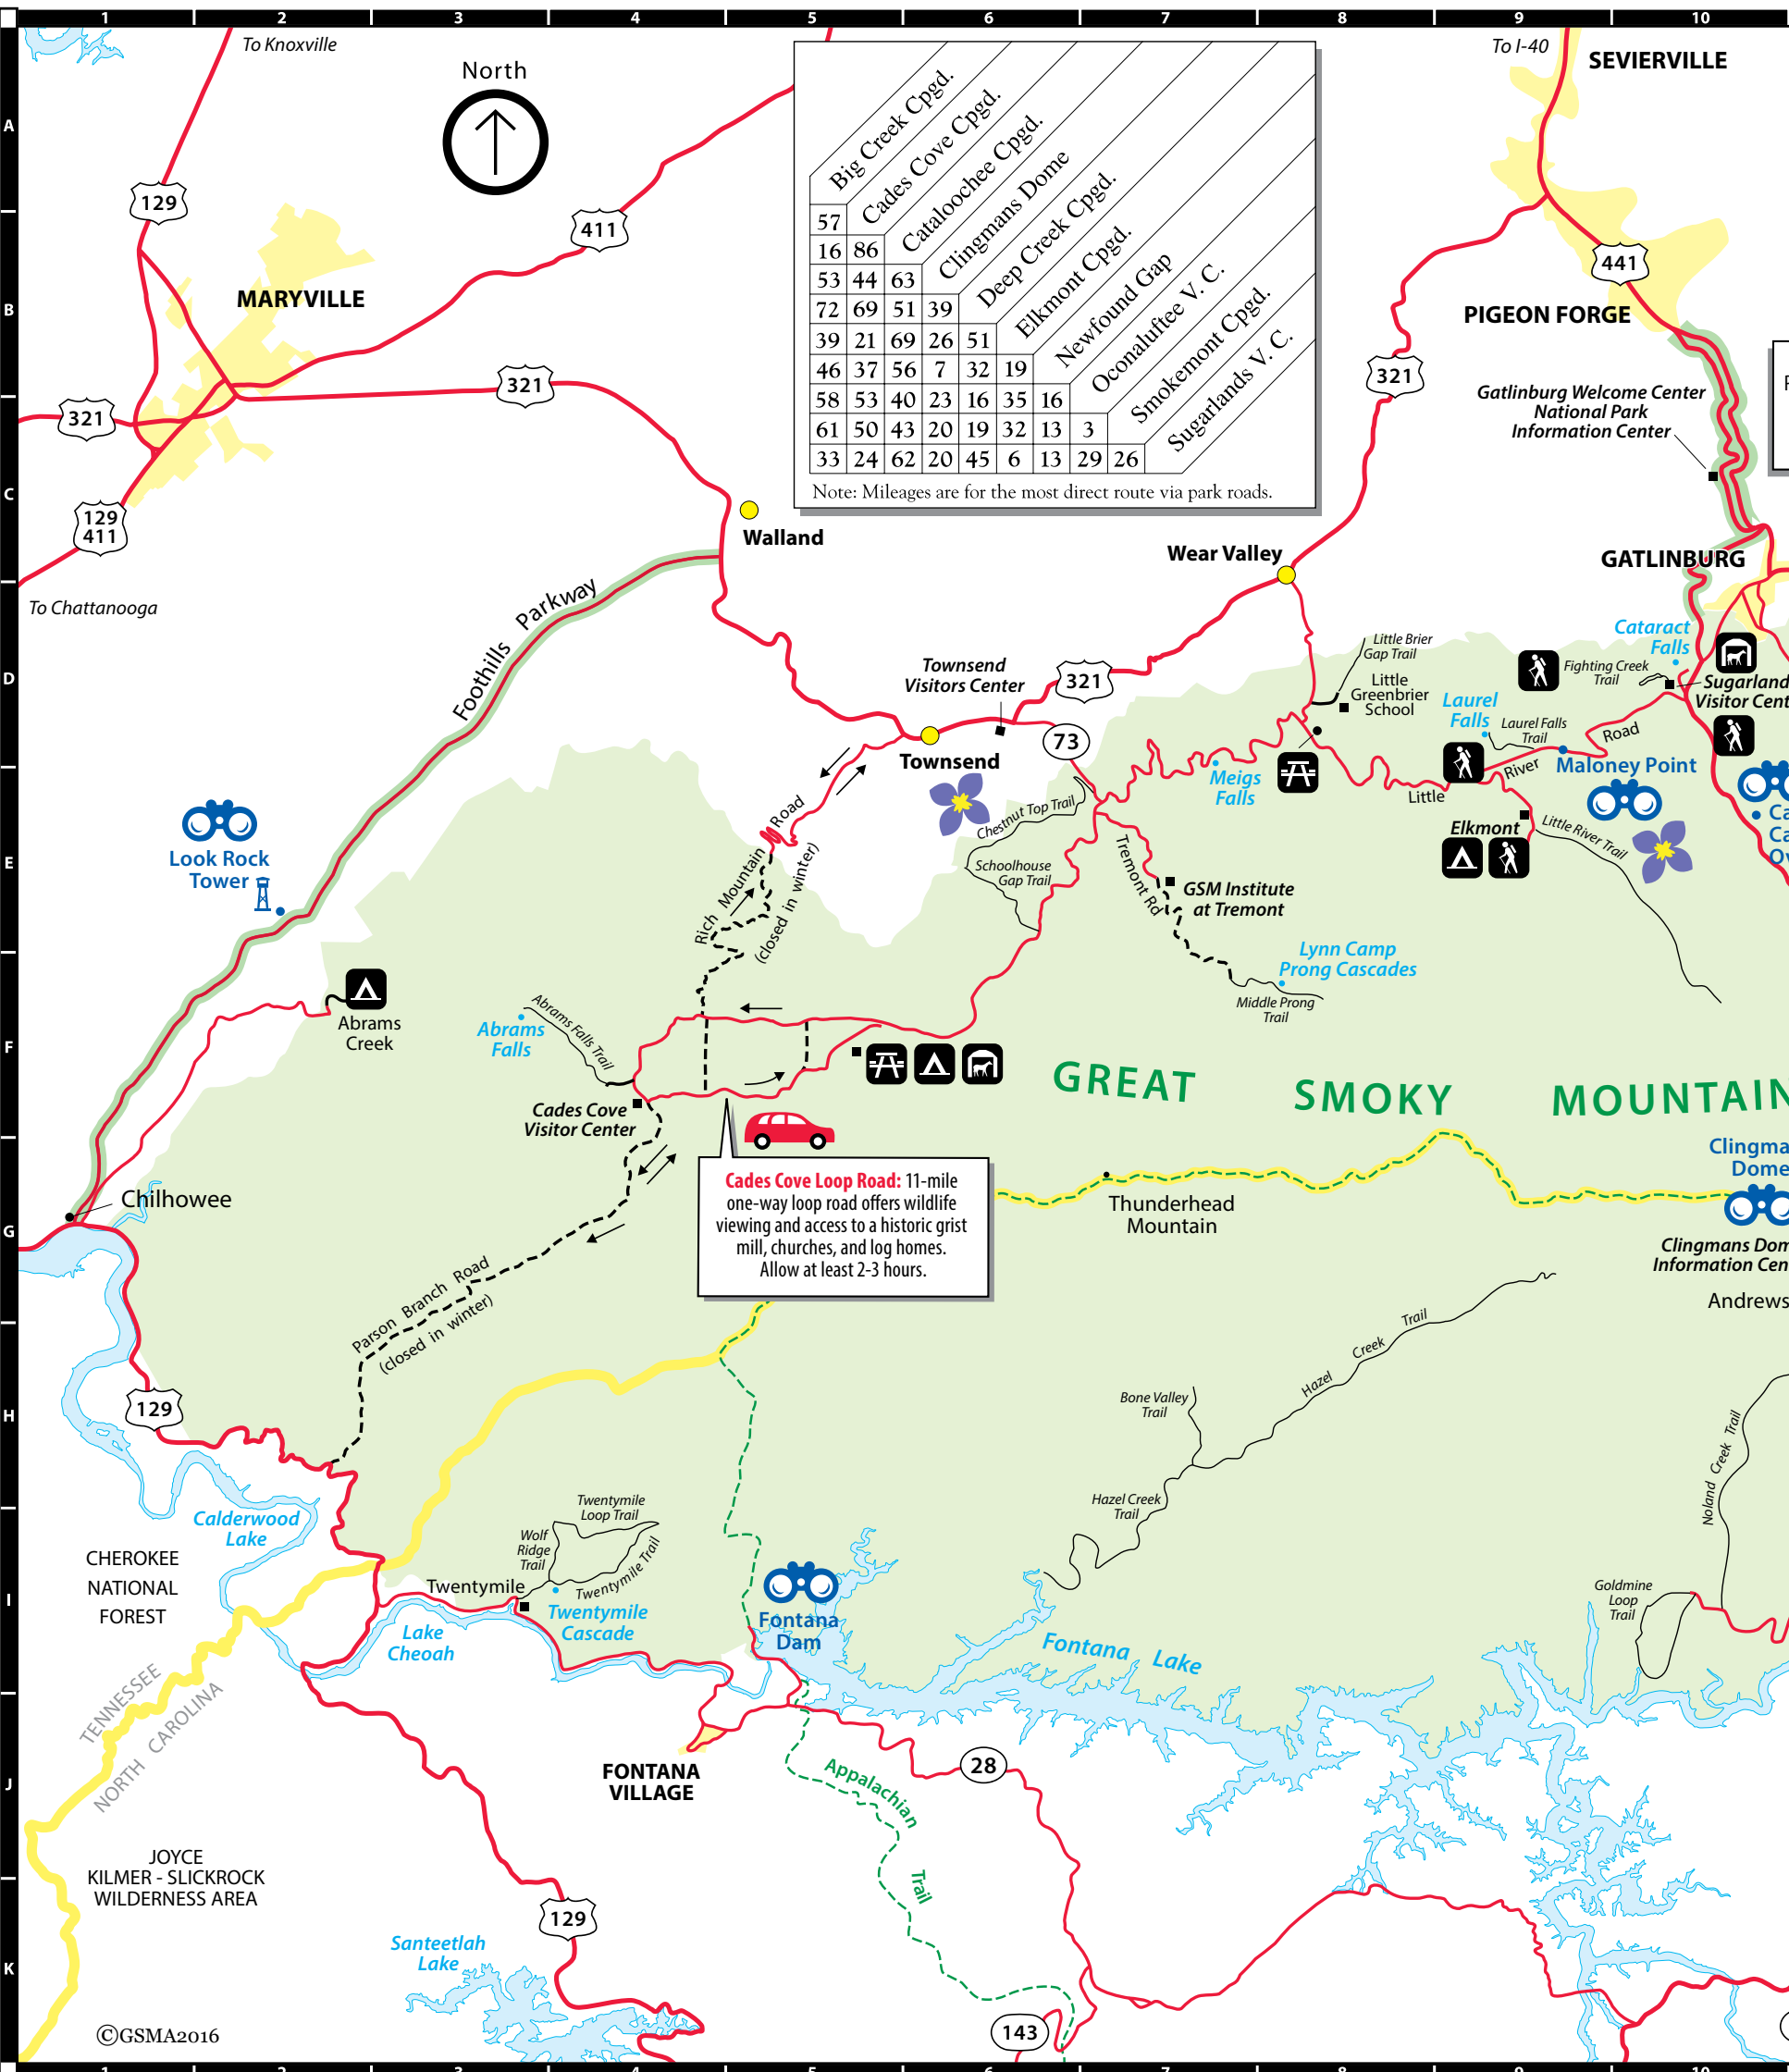 1 2 3 4 5 6 7 8 9 10
A
B
C
D
E
F
G
H
I
J
K
To Knoxville
North
To I-40
SEVIERVILLE
129
411
MARYVILLE
321
321
129
411
To Chattanooga
Big Creek Cpgd.
Cades Cove Cpgd.
Cataloochee Cpgd.
Clingmans Dome
Deep Creek Cpgd.
Elkmont Cpgd.
Newfound Gap
Oconaluftee V. C.
Smokemont Cpgd.
Sugarlands V. C.
57
16 86
53 44 63
72 69 51 39
39 21 69 26 51
46 37 56 7 32 19
58 53 40 23 16 35 16
61 50 43 20 19 32 13 3
33 24 62 20 45 6 13 29 26
Note: Mileages are for the most direct route via park roads.
441
PIGEON FORGE
321
Gatlinburg Welcome Center
National Park
Information Center
Walland
Wear Valley
GATLINBURG
Foothills Parkway
Townsend
Visitors Center
321
73
Townsend
Little Brier
Gap Trail
Little
Greenbrier
School
Cataract
Falls
Fighting Creek
Trail
Sugarland
Visitor Cent
Laurel
Falls
Laurel Falls
Trail
Little River Road
Maloney Point
Meigs
Falls
Elkmont
Little River Trail
Ca
Ca
Ov
Look Rock
Tower
Rich Mountain Road
(closed in winter)
Chestnut Top Trail
Schoolhouse
Gap Trail
Tremont Rd
GSM Institute
at Tremont
Lynn Camp
Prong Cascades
Middle Prong
Trail
Abrams
Creek
Abrams
Falls
Abrams Falls Trail
Cades Cove
Visitor Center
GREAT SMOKY MOUNTAIN
Cades Cove Loop Road: 11-mile
one-way loop road offers wildlife
viewing and access to a historic grist
mill, churches, and log homes.
Allow at least 2-3 hours.
Thunderhead
Mountain
Clingma
Dome
Clingmans Dom
Information Cen
Andrews
Chilhowee
Parson Branch Road
(closed in winter)
129
Hazel Creek Trail
Bone Valley
Trail
Hazel Creek
Trail
Noland Creek Trail
Calderwood
Lake
CHEROKEE
NATIONAL
FOREST
Twentymile
Loop Trail
Wolf
Ridge
Trail
Twentymile Trail
Twentymile
Twentymile
Cascade
Lake
Cheoah
Fontana
Dam
Fontana Lake
Goldmine
Loop
Trail
TENNESSEE
NORTH CAROLINA
FONTANA
VILLAGE
28
Appalachian Trail
JOYCE
KILMER - SLICKROCK
WILDERNESS AREA
129
Santeetlah
Lake
143
©GSMA2016
1 2 3 4 5 6 7 8 9 10